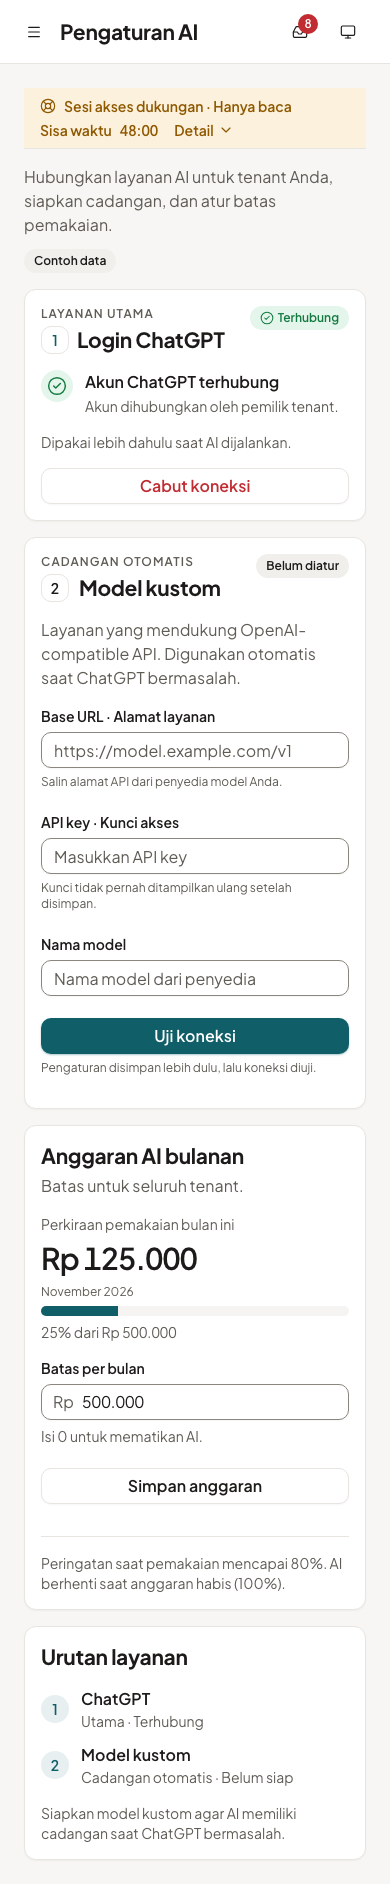 Pengaturan AI
8
Sesi akses dukungan · Hanya baca
Sisa waktu 48:00 Detail
Hubungkan layanan AI untuk tenant Anda,
siapkan cadangan, dan atur batas
pemakaian.
Contoh data
LAYANAN UTAMA
Terhubung
1 Login ChatGPT
Akun ChatGPT terhubung
Akun dihubungkan oleh pemilik tenant.
Dipakai lebih dahulu saat AI dijalankan.
Cabut koneksi
CADANGAN OTOMATIS
Belum diatur
2 Model kustom
Layanan yang mendukung OpenAI-
compatible API. Digunakan otomatis
saat ChatGPT bermasalah.
Base URL · Alamat layanan
https://model.example.com/v1
Salin alamat API dari penyedia model Anda.
API key · Kunci akses
Masukkan API key
Kunci tidak pernah ditampilkan ulang setelah
disimpan.
Nama model
Nama model dari penyedia
Uji koneksi
Pengaturan disimpan lebih dulu, lalu koneksi diuji.
Anggaran AI bulanan
Batas untuk seluruh tenant.
Perkiraan pemakaian bulan ini
Rp 125.000
November 2026
25% dari Rp 500.000
Batas per bulan
Rp 500.000
Isi 0 untuk mematikan AI.
Simpan anggaran
Peringatan saat pemakaian mencapai 80%. AI
berhenti saat anggaran habis (100%).
Urutan layanan
1 ChatGPT
Utama · Terhubung
2 Model kustom
Cadangan otomatis · Belum siap
Siapkan model kustom agar AI memiliki
cadangan saat ChatGPT bermasalah.